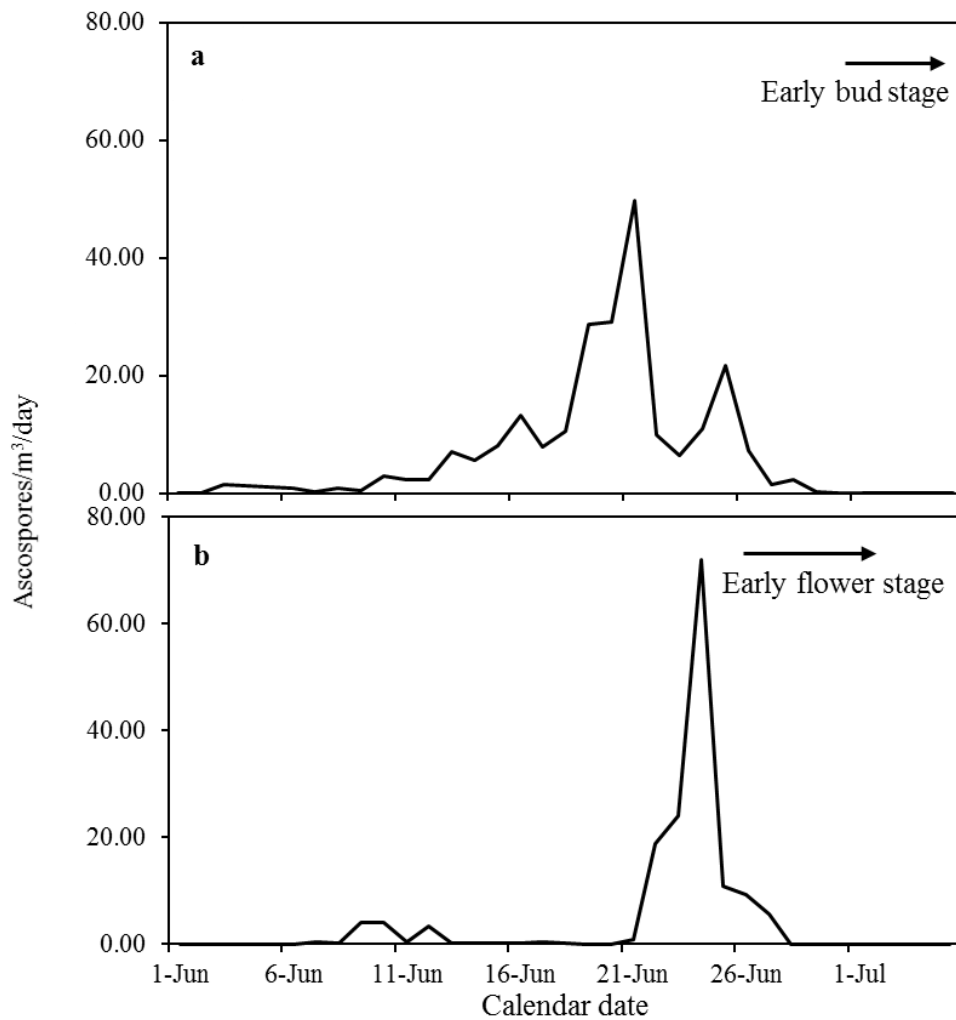 80.00
a
Early bud stage
60.00
40.00
20.00
0.00
Ascospores/m³/day
80.00
b
Early flower stage
60.00
40.00
20.00
0.00
1-Jun 6-Jun 11-Jun 16-Jun 21-Jun 26-Jun 1-Jul
Calendar date